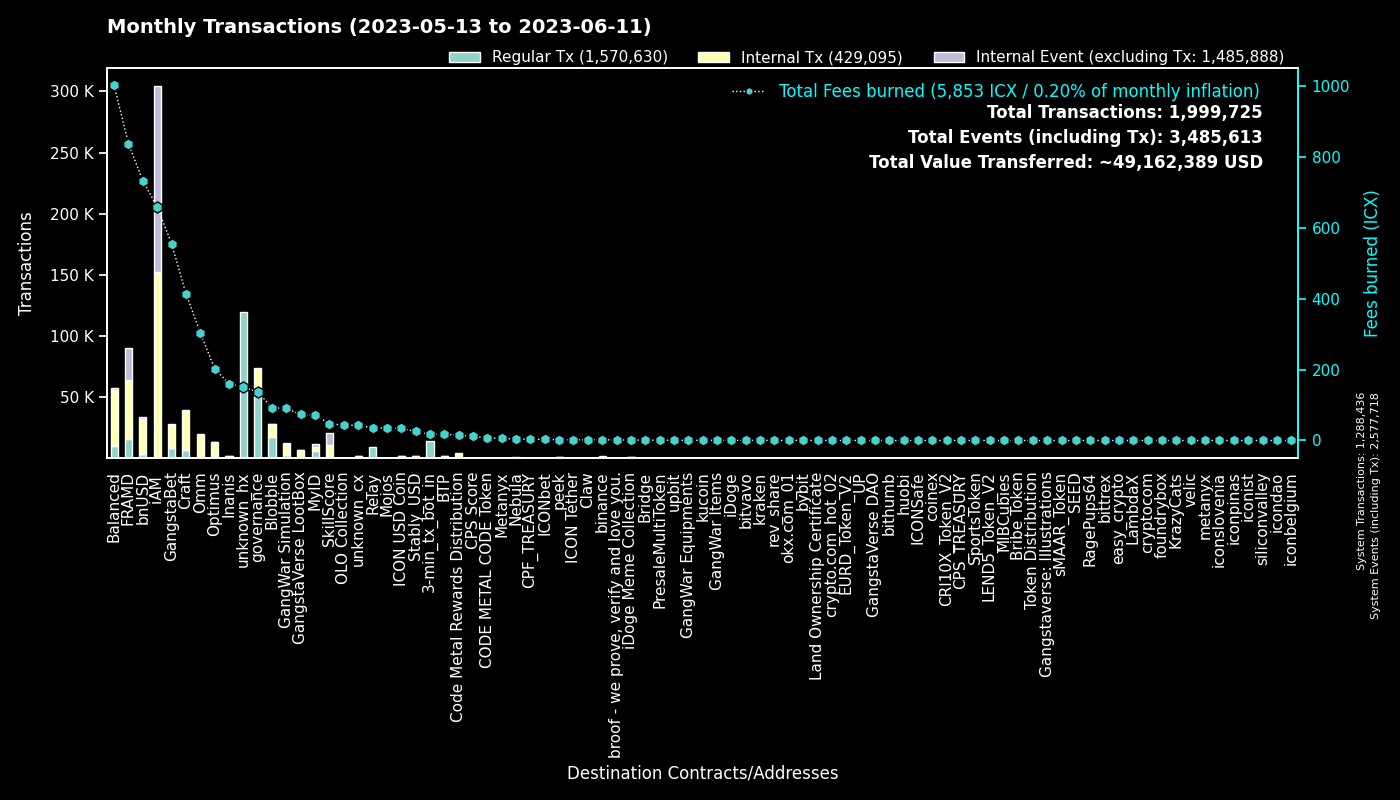 Monthly Transactions (2023-05-13 to 2023-06-11)
Regular Tx (1,570,630)
Internal Tx (429,095)
Internal Event (excluding Tx: 1,485,888)
Total Fees burned (5,853 ICX / 0.20% of monthly inflation)
Total Transactions: 1,999,725
Total Events (including Tx): 3,485,613
Total Value Transferred: ~49,162,389 USD
Transactions
300 K
250 K
200 K
150 K
100 K
50 K
1000
800
600
400
200
0
Fees burned (ICX)
System Transactions: 1,288,436
System Events (including Tx): 2,577,718
Balanced
FRAMD
bnUSD
IAM
GangstaBet
Craft
Omm
Optimus
Inanis
unknown_hx
governance
Blobble
GangWar Simulation
GangstaVerse LootBox
MyID
SkillScore
OLO Collection
unknown_cx
Relay
Mojos
ICON USD Coin
Stably_USD
3-min_tx_bot_in
BTP
Code Metal Rewards Distribution
CPS Score
CODE METAL CODE Token
Metanyx
Nebula
CPF_TREASURY
ICONbet
peek
ICON Tether
Claw
binance
broof - we prove, verify and love you.
iDoge Meme Collection
Bridge
PresaleMultiToken
upbit
GangWar Equipments
kucoin
GangWar Items
iDoge
bitvavo
kraken
rev_share
okx.com_01
bybit
Land Ownership Certificate
crypto.com_hot_02
EURD_Token_V2
_UP
GangstaVerse DAO
bithumb
huobi
ICONSafe
coinex
CRI10X_Token_V2
CPS_TREASURY
SportsToken
LEND5_Token_V2
MIBCubies
Bribe Token
Token Distribution
Gangstaverse: Illustrations
sMAAR_Token
SEED
RagePups64
bittrex
easy_crypto
LambdaX
cryptocom
foundrybox
KrazyCats
velic
metanyx
iconslovenia
iconpinas
iconist
siliconvalley
icondao
iconbelgium
Destination Contracts/Addresses